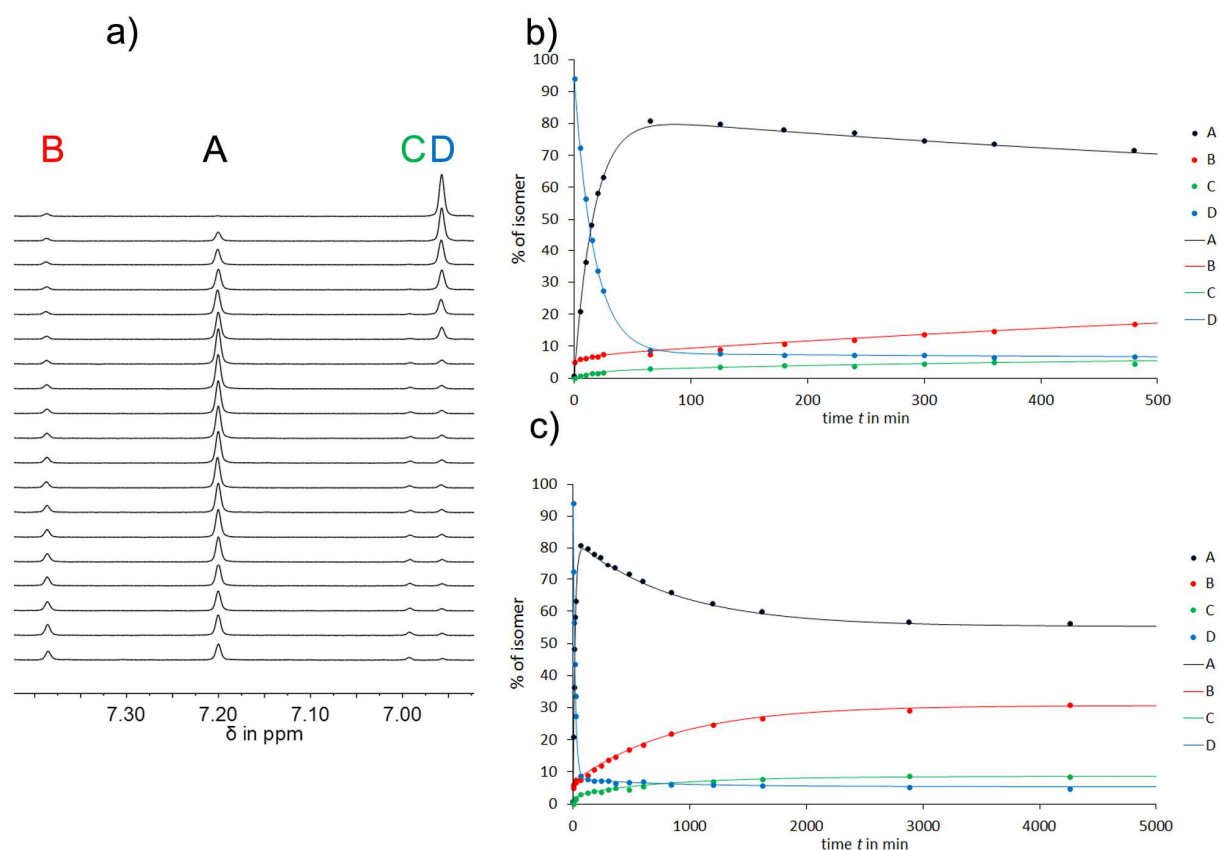 a)
B A C D
7.30 7.20 7.10 7.00
δ in ppm
b)
100
90
80
70
60
50
40
30
20
10
0
% of isomer
0 100 200 300 400 500
time t in min
A
B
C
D
A
B
C
D
c)
100
90
80
70
60
50
40
30
20
10
0
% of isomer
0 1000 2000 3000 4000 5000
time t in min
A
B
C
D
A
B
C
D